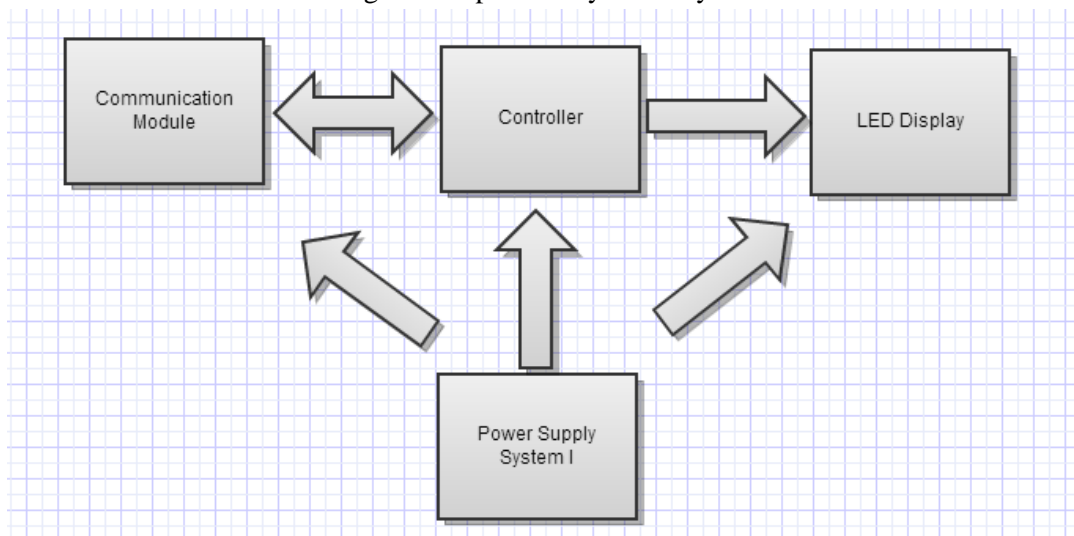 Communication
Module
Controller
LED Display
Power Supply
System I